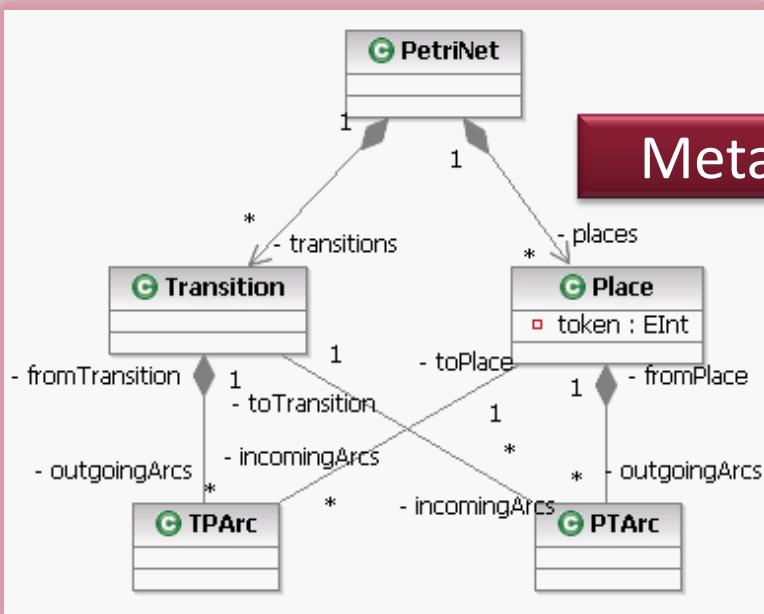 C PetriNet
1
1
Meta
*
- transitions
- places
*
C Transition
C Place
token : EInt
- fromTransition
1
1
- toPlace
1
- fromPlace
- toTransition
1
- outgoingArcs
- incomingArcs
*
*
- outgoingArcs
*
*
- incomingArcs
C TPArc
C PTArc